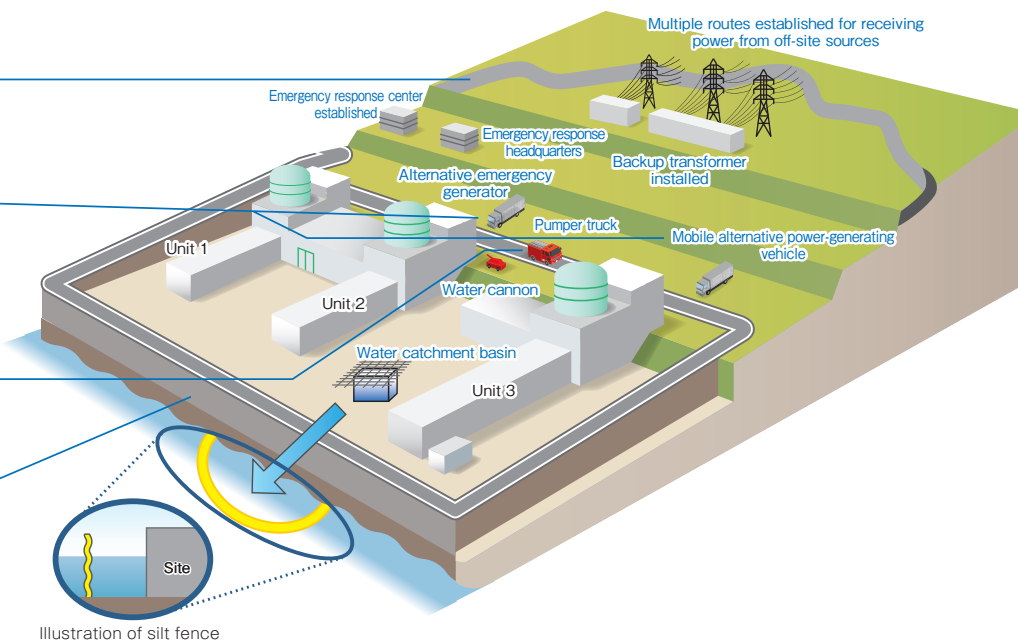 Multiple routes established for receiving
power from off-site sources
Emergency response center
established
Emergency response
headquarters
Backup transformer
installed
Alternative emergency
generator
Pumper truck
Mobile alternative power-generating
vehicle
Unit 1
Unit 2
Water cannon
Water catchment basin
Unit 3
Site
Illustration of silt fence